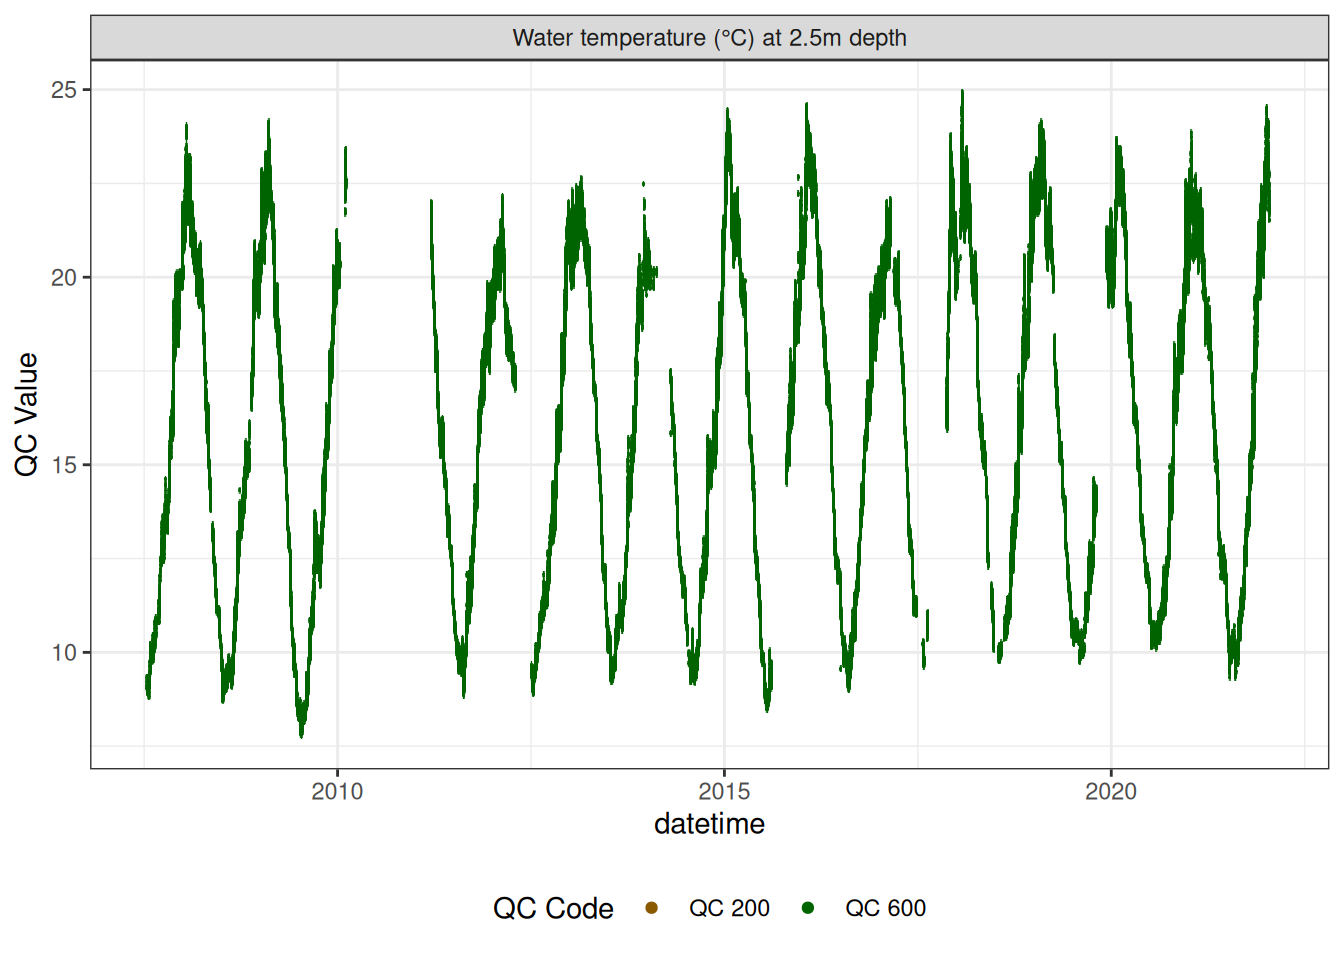 Water temperature (°C) at 2.5m depth
25
20
15
10
QC Value
2010 2015 2020
datetime
QC Code QC 200 QC 600